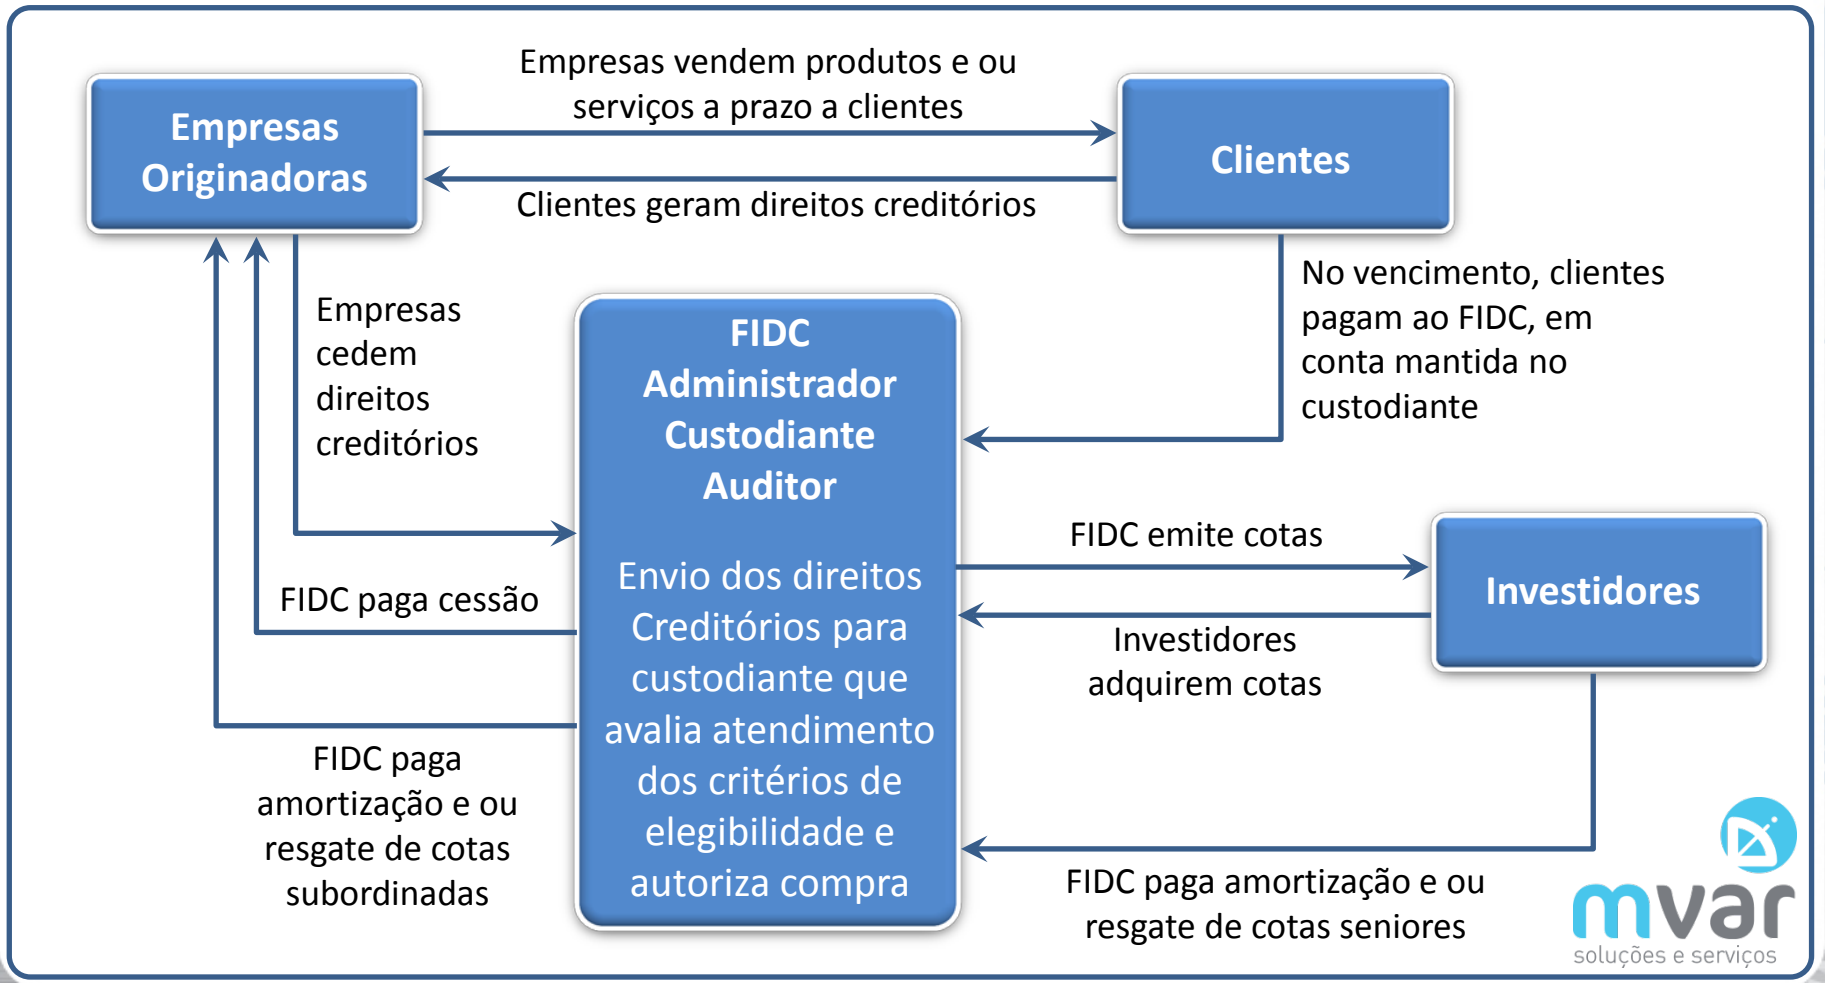 Empresas vendem produtos e ou
serviços a prazo a clientes
Empresas
Originadoras
Clientes
Clientes geram direitos creditórios
No vencimento, clientes
pagam ao FIDC, em
conta mantida no
custodiante
Empresas
cedem
direitos
creditórios
FIDC
Administrador
Custodiante
Auditor
Envio dos direitos
Creditórios para
custodiante que
avalia atendimento
dos critérios de
elegibilidade e
autoriza compra
FIDC emite cotas
Investidores
Investidores
adquirem cotas
FIDC paga cessão
FIDC paga
amortização e ou
resgate de cotas
subordinadas
FIDC paga amortização e ou
resgate de cotas seniores
mvar
soluções e serviços